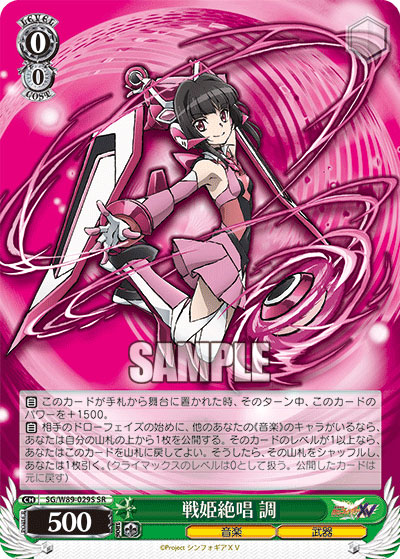 LEVEL
0
0
COST
SAMPLE
自 このカードが手札から舞台に置かれた時、そのターン中、このカードのパワーを＋1500。
自 相手のドローフェイズの始めに、他のあなたの《音楽》のキャラがいるなら、あなたは自分の山札の上から1枚を公開する。そのカードのレベルが1以上なら、あなたはこのカードを手札に戻してよい。そうしたら、その山札をシャッフルし、あなたは1枚引く。（クライマックスのレベルは0として扱う。公開したカードは元に戻す）
CH SG/W89-029S SR
500
戦姫絶唱 調
音楽
武器
XV
©Project シンフォギアＸＶ